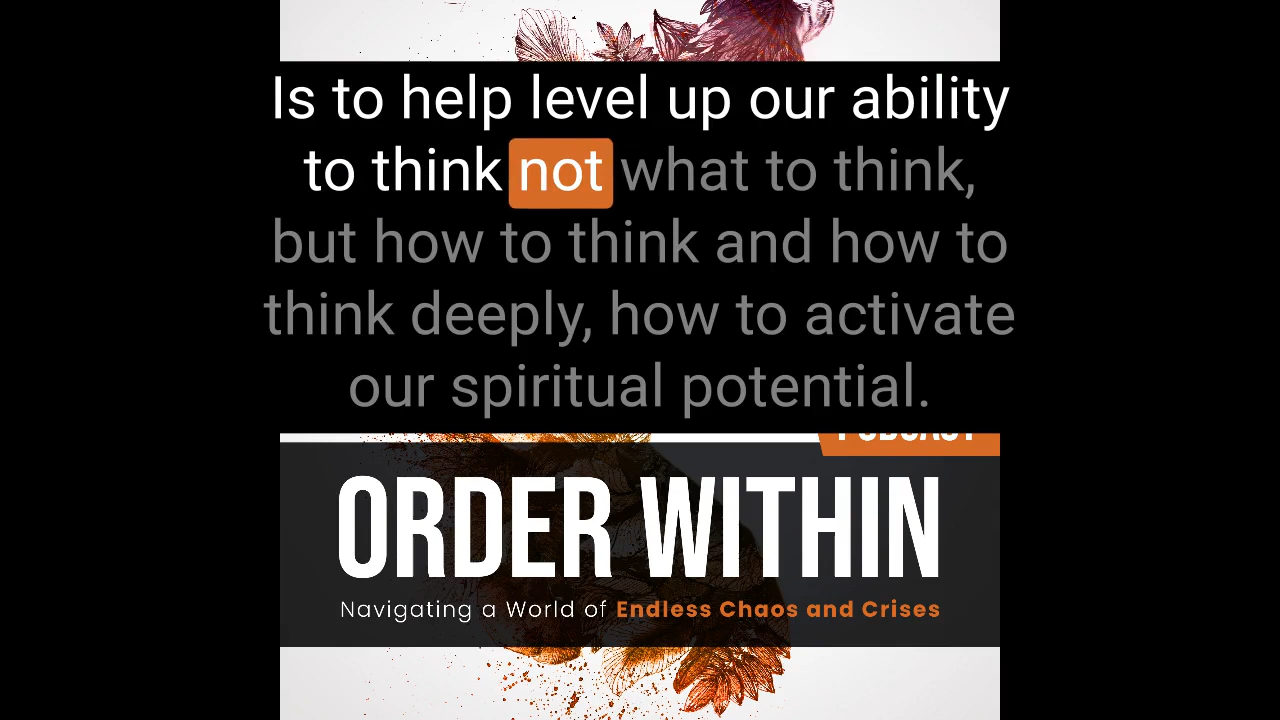 Is to help level up our ability
to think not what to think,
but how to think and how to
think deeply, how to activate
our spiritual potential.
PODCAST
ORDER WITHIN
Navigating a World of Endless Chaos and Crises